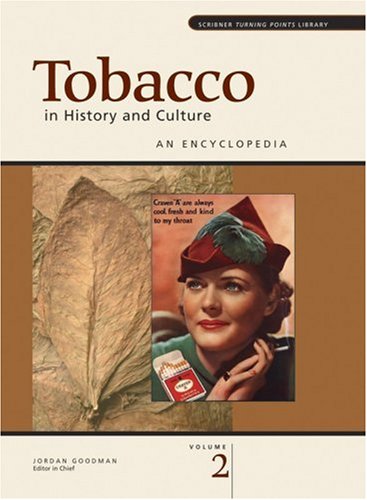 SCRIBNER TURNING POINTS LIBRARY
Tobacco
in History and Culture
AN ENCYCLOPEDIA
Craven "A" are always
cool, fresh and kind
to my throat
JORDAN GOODMAN
Editor in Chief
VOLUME
2